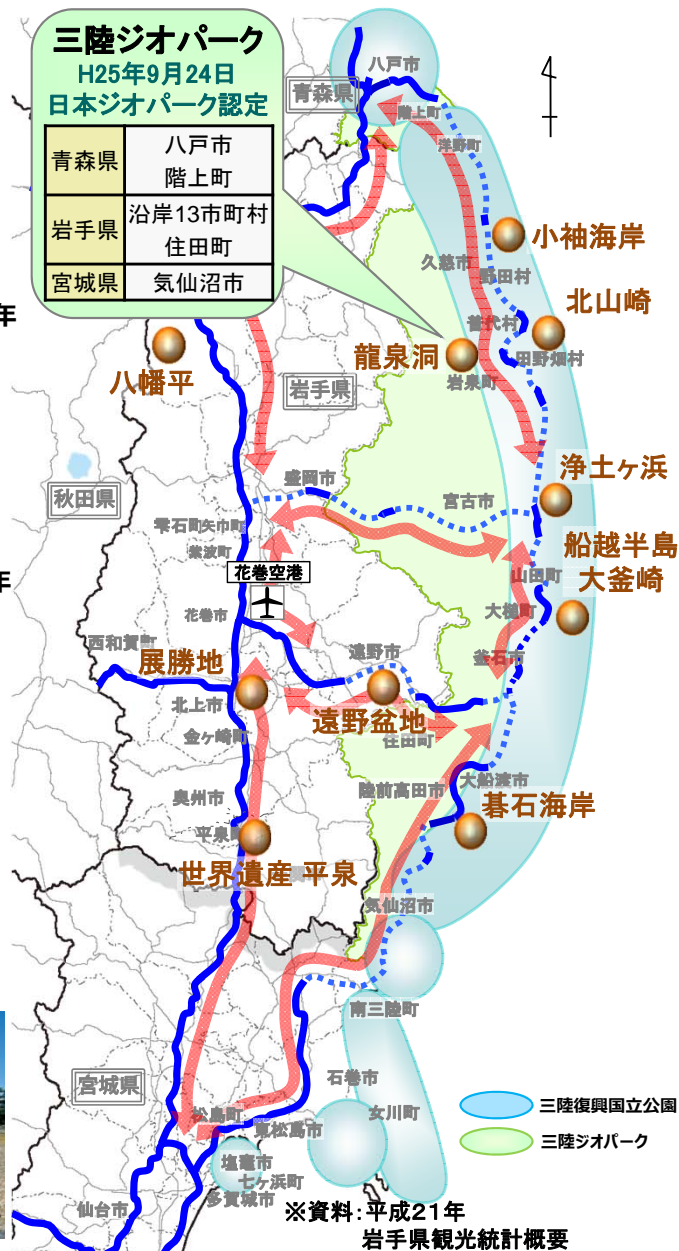 三陸ジオパーク
H25年9月24日
日本ジオパーク認定
青森県
八戸市
階上町
岩手県
沿岸13市町村
住田町
宮城県
気仙沼市
八戸市
青森県
階上町
洋野町
小袖海岸
久慈市
野田村
北山崎
年
普代村
龍泉洞
田野畑村
八幡平
岩泉町
岩手県
浄土ヶ浜
盛岡市
秋田県
宮古市
雫石町
矢巾町
紫波町
船越半島
大釜崎
花巻空港
年
山田町
花巻市
大槌町
西和賀町
遠野市
釜石市
展勝地
北上市
遠野盆地
金ヶ崎町
住田町
大船渡市
陸前高田市
奥州市
碁石海岸
平泉町
世界遺産 平泉
気仙沼市
南三陸町
宮城県
石巻市
女川町
三陸復興国立公園
松島町
東松島市
三陸ジオパーク
塩竈市
七ヶ浜町
多賀城市
仙台市
※資料:平成21年
岩手県観光統計概要